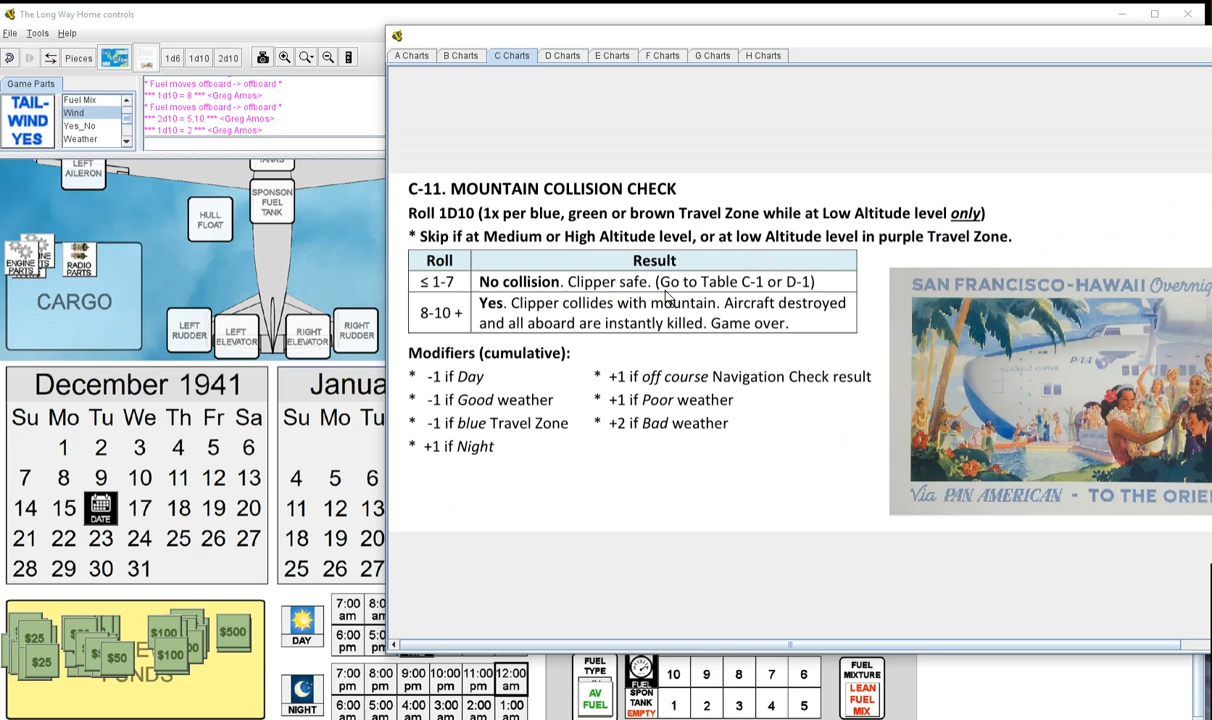 The Long Way Home controls
File Tools Help
Pieces 1d6 1d10 2d10
Game Parts
TAIL-
WIND
YES
Fuel Mix
Wind
Yes_No
Weather
* Fuel moves offboard -> offboard *
*** 1d10 = 8 *** <Greg Amos>
* Fuel moves offboard -> offboard *
*** 2d10 = 5,10 *** <Greg Amos>
*** 1d10 = 2 *** <Greg Amos>
A Charts B Charts C Charts D Charts E Charts F Charts G Charts H Charts
C-11. MOUNTAIN COLLISION CHECK
Roll 1D10 (1x per blue, green or brown Travel Zone while at Low Altitude level only)
* Skip if at Medium or High Altitude level, or at low Altitude level in purple Travel Zone.
Roll Result
≤ 1-7 No collision. Clipper safe. (Go to Table C-1 or D-1)
8-10 + Yes. Clipper collides with mountain. Aircraft destroyed
and all aboard are instantly killed. Game over.
Modifiers (cumulative):
* -1 if Day
* -1 if Good weather
* -1 if blue Travel Zone
* +1 if Night
* +1 if off course Navigation Check result
* +1 if Poor weather
* +2 if Bad weather
SAN FRANCISCO-HAWAII Overnig
Via PAN AMERICAN - TO THE ORIE
LEFT
AILERON
TANKS
SPONSON
FUEL
TANK
HULL
FLOAT
ENGINE
PARTS
RADIO
PARTS
CARGO
LEFT
RUDDER
LEFT
ELEVATOR
RIGHT
ELEVATOR
RIGHT
RUDDER
December 1941
Su Mo Tu We Th Fr Sa
1 2 3 4 5 6
7 8 9 10 11 12 13
14 15 DATE 17 18 19 20
21 22 23 24 25 26 27
28 29 30 31
Janua
Su Mo Tu
4 5 6
11 12 13
18 19 20
25 26 27
$25
$25
$50
$100
$100
$500
UNDS
DAY
7:00 am 8:0
6:00 pm 5:0
NIGHT
7:00 pm 8:00 pm 9:00 pm 10:00 pm 11:00 pm 12:00 am
6:00 am 5:00 am 4:00 am 3:00 am 2:00 am 1:00 am
FUEL
TYPE
AV
FUEL
FUEL
SPON
TANK
EMPTY
10 9 8 7 6
1 2 3 4 5
FUEL
MIXTURE
LEAN
FUEL
MIX